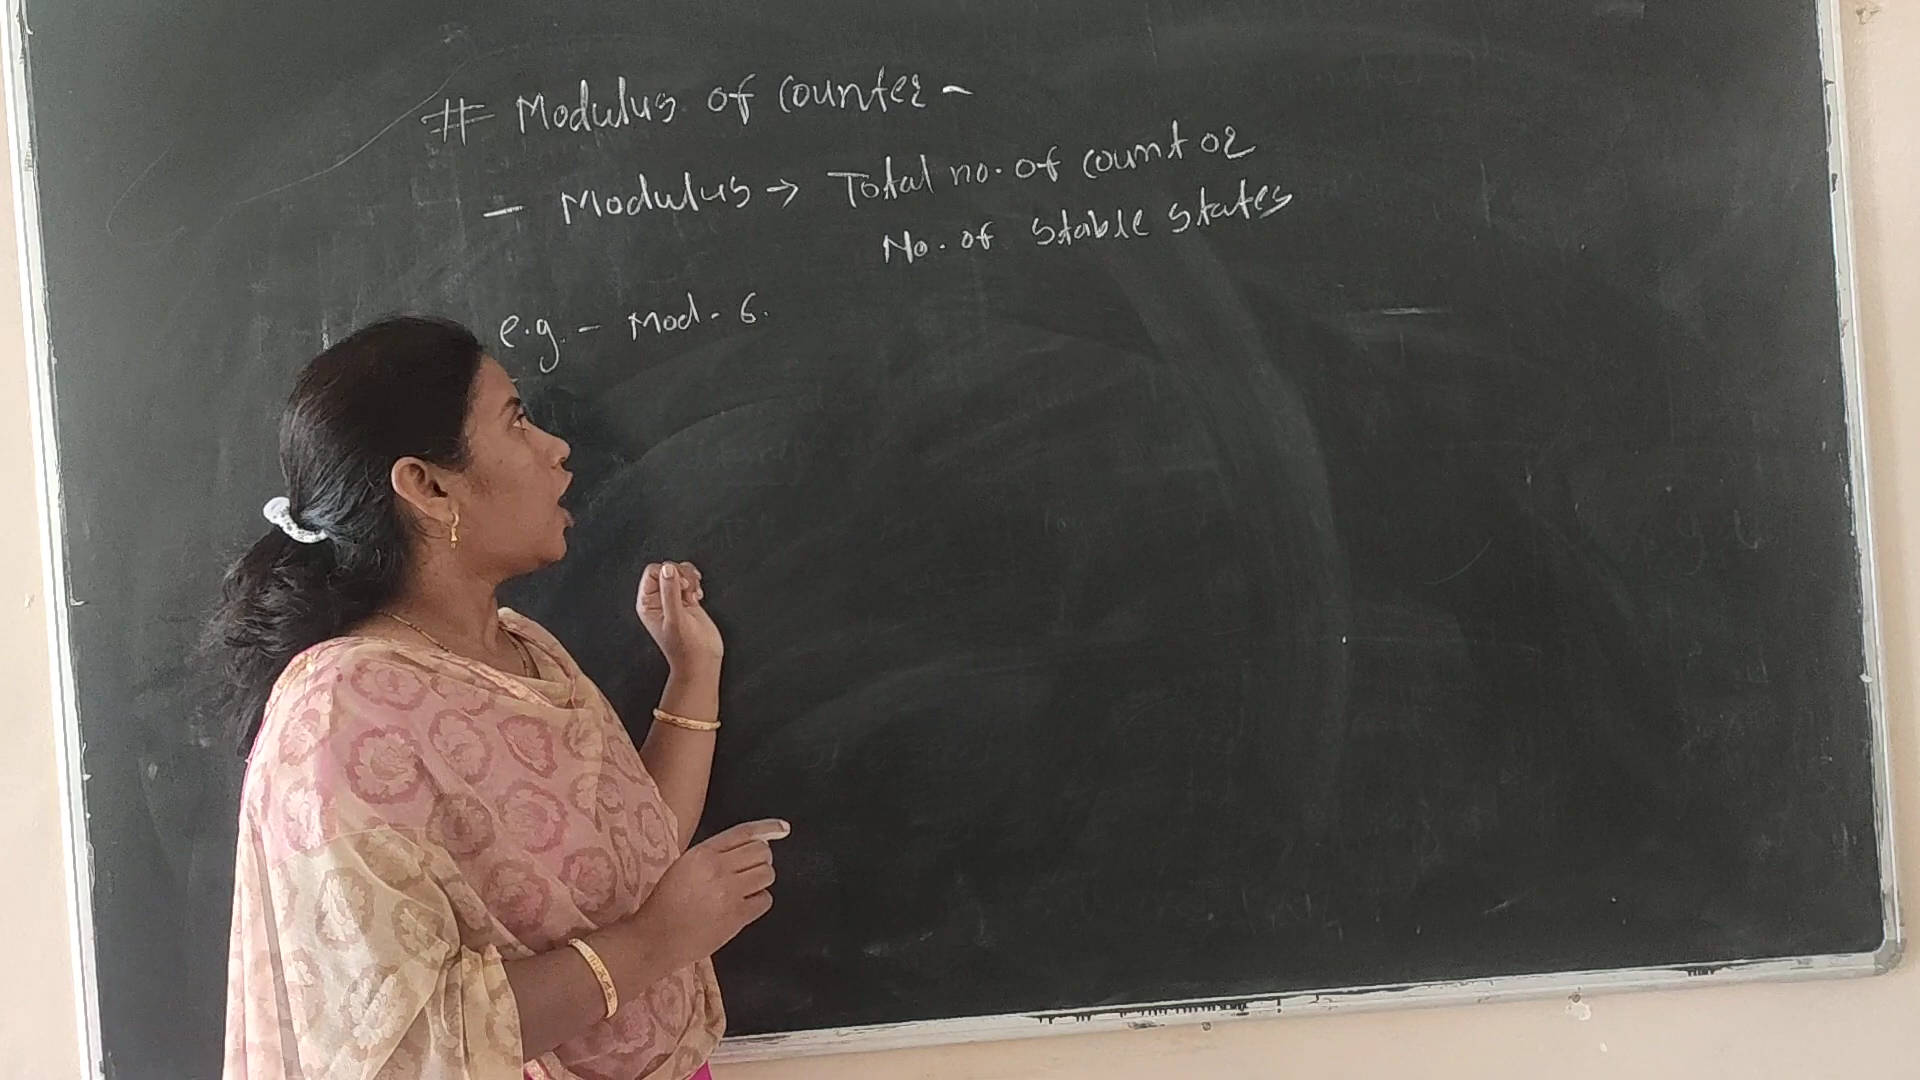 # Modulus of counter -
- Modulus → Total no. of count or
No. of stable states
e.g. - Mod - 6.